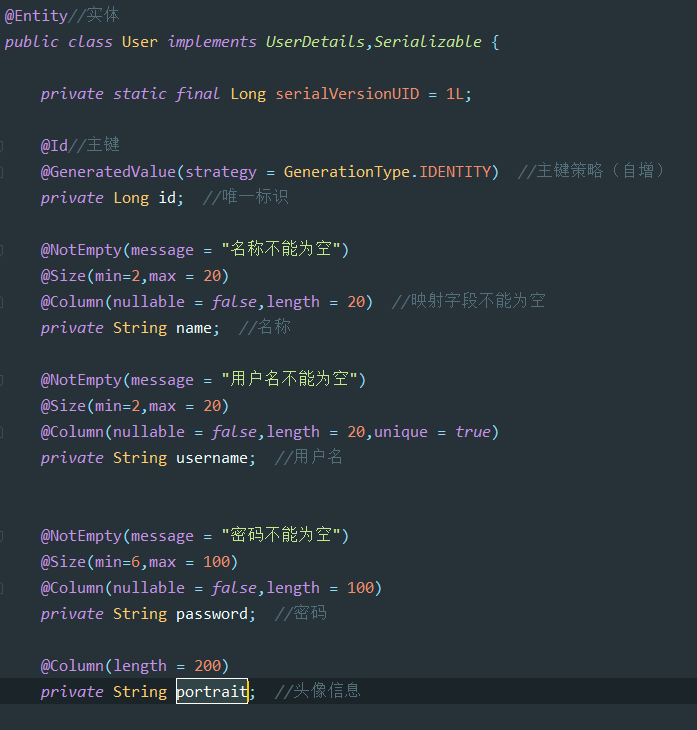 @Entity//实体
public class User implements UserDetails,Serializable {
private static final Long serialVersionUID = 1L;
@Id//主键
@GeneratedValue(strategy = GenerationType.IDENTITY)  //主键策略（自增）
private Long id;  //唯一标识
@NotEmpty(message = "名称不能为空")
@Size(min=2,max = 20)
@Column(nullable = false,length = 20)  //映射字段不能为空
private String name;  //名称
@NotEmpty(message = "用户名不能为空")
@Size(min=2,max = 20)
@Column(nullable = false,length = 20,unique = true)
private String username;  //用户名
@NotEmpty(message = "密码不能为空")
@Size(min=6,max = 100)
@Column(nullable = false,length = 100)
private String password;  //密码
@Column(length = 200)
private String portrait;  //头像信息